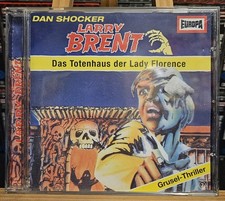 DAN SHOCKER
LARRY BRENT
EUROPA
Das Totenhaus der Lady Florence
Grusel-Thriller